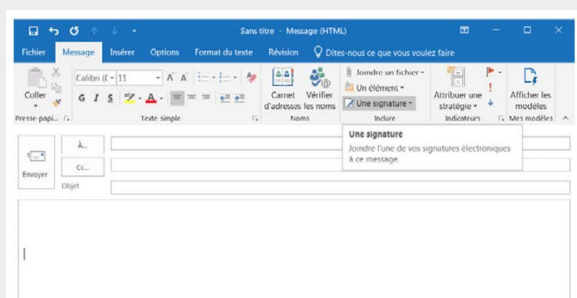 Sans titre - Message (HTML)
Fichier Message Insérer Options Format du texte Révision Dites-nous ce que vous voulez faire
Coller
Calibri (C 11
A A
G I S
A
Carnet d'adresses
Vérifier les noms
Joindre un fichier
Un élément
Une signature
Attribuer une stratégie
Afficher les modèles
Presse-papi... Texte simple Noms Inclure Indicateurs Mes modèles
Une signature
Joindre l'une de vos signatures électroniques
à ce message.
Envoyer
À...
Cc...
Objet